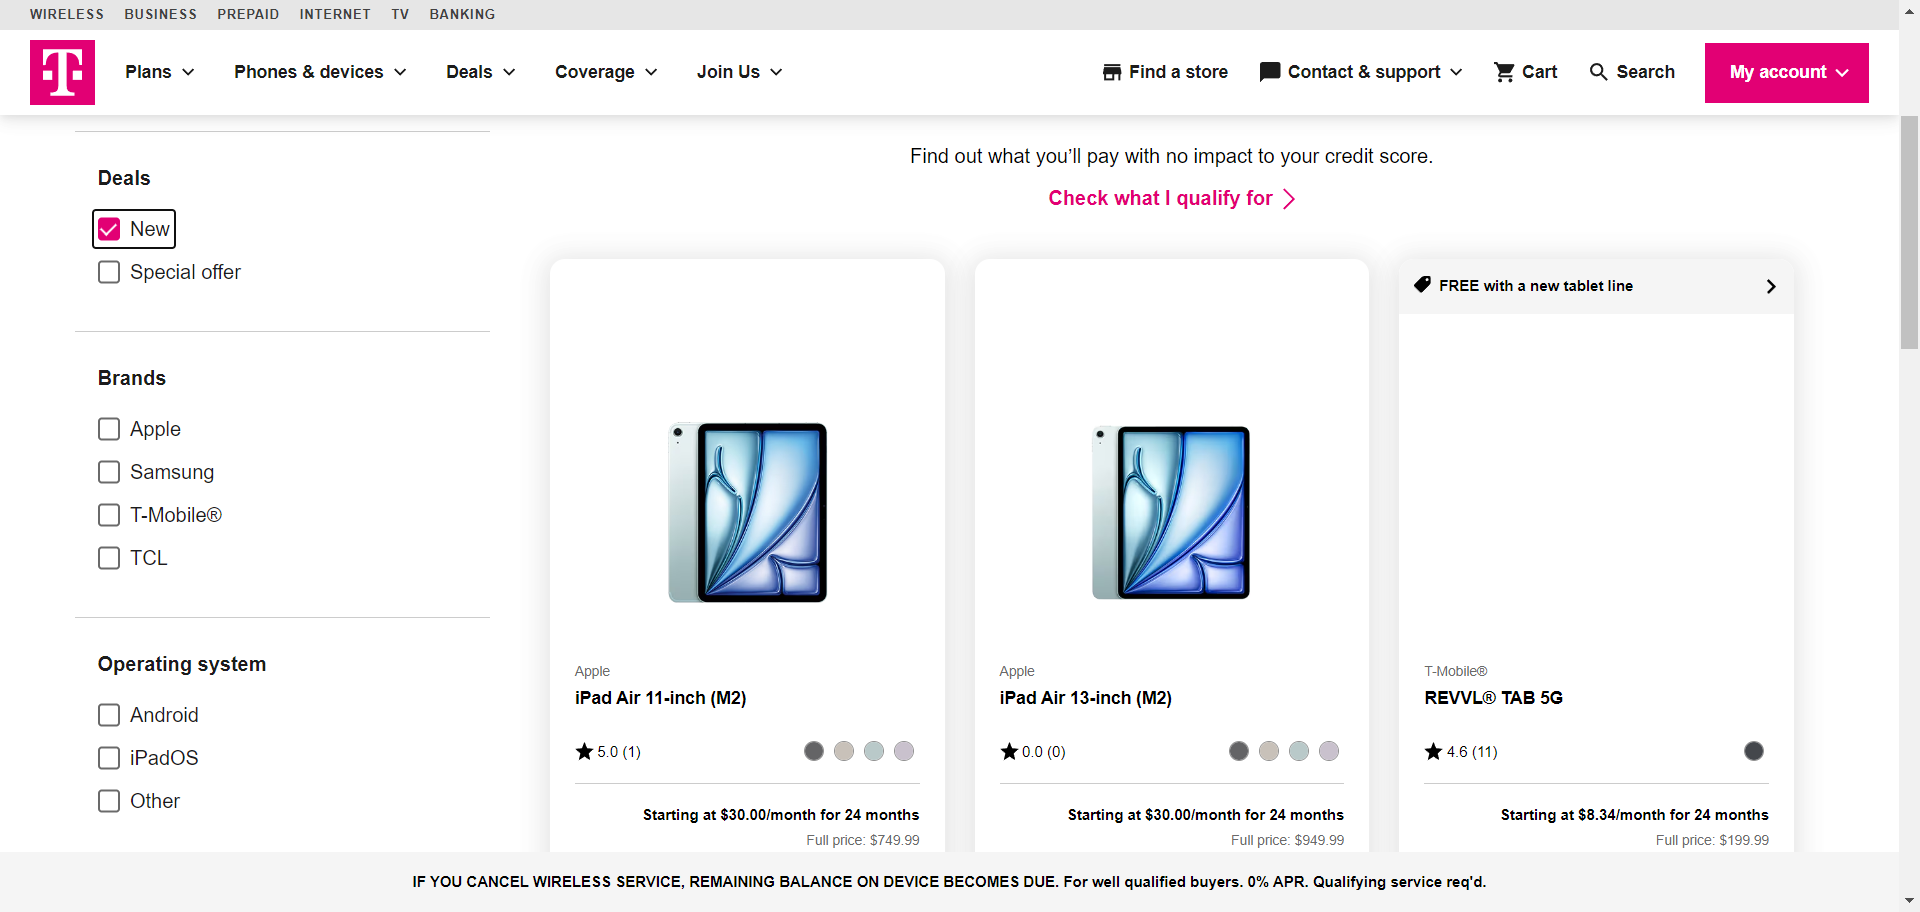 WIRELESS BUSINESS PREPAID INTERNET TV BANKING
T Plans Phones & devices Deals Coverage Join Us Find a store Contact & support Cart Search My account
Find out what you’ll pay with no impact to your credit score.
Check what I qualify for
Deals
New
Special offer
Brands
Apple
Samsung
T-Mobile®
TCL
Operating system
Android
iPadOS
Other
Apple
iPad Air 11-inch (M2)
5.0 (1)
Starting at $30.00/month for 24 months
Full price: $749.99
Apple
iPad Air 13-inch (M2)
0.0 (0)
Starting at $30.00/month for 24 months
Full price: $949.99
FREE with a new tablet line
T-Mobile®
REVVL® TAB 5G
4.6 (11)
Starting at $8.34/month for 24 months
Full price: $199.99
IF YOU CANCEL WIRELESS SERVICE, REMAINING BALANCE ON DEVICE BECOMES DUE. For well qualified buyers. 0% APR. Qualifying service req'd.